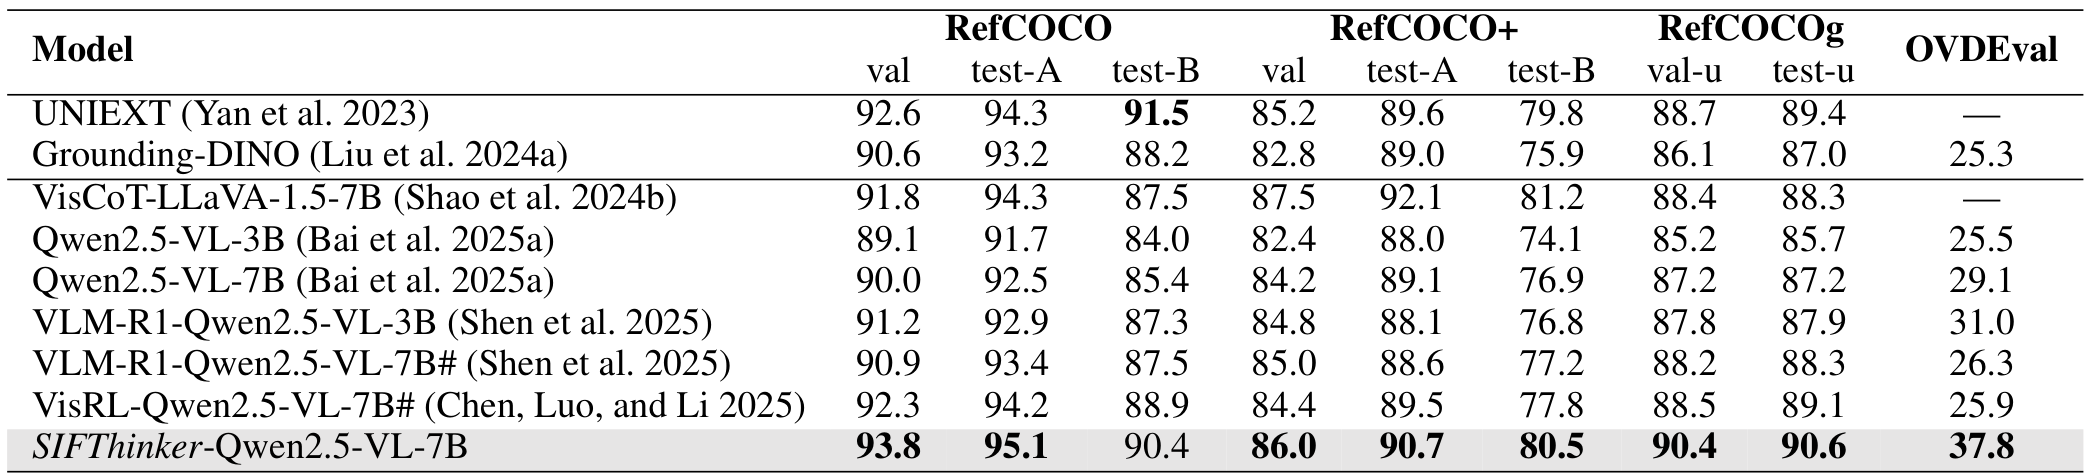 Model RefCOCO RefCOCO+ RefCOCOg OVDEval
val test-A test-B val test-A test-B val-u test-u
UNIEXT (Yan et al. 2023) 92.6 94.3 91.5 85.2 89.6 79.8 88.7 89.4 —
Grounding-DINO (Liu et al. 2024a) 90.6 93.2 88.2 82.8 89.0 75.9 86.1 87.0 25.3
VisCoT-LLaVA-1.5-7B (Shao et al. 2024b) 91.8 94.3 87.5 87.5 92.1 81.2 88.4 88.3 —
Qwen2.5-VL-3B (Bai et al. 2025a) 89.1 91.7 84.0 82.4 88.0 74.1 85.2 85.7 25.5
Qwen2.5-VL-7B (Bai et al. 2025a) 90.0 92.5 85.4 84.2 89.1 76.9 87.2 87.2 29.1
VLM-R1-Qwen2.5-VL-3B (Shen et al. 2025) 91.2 92.9 87.3 84.8 88.1 76.8 87.8 87.9 31.0
VLM-R1-Qwen2.5-VL-7B# (Shen et al. 2025) 90.9 93.4 87.5 85.0 88.6 77.2 88.2 88.3 26.3
VisRL-Qwen2.5-VL-7B# (Chen, Luo, and Li 2025) 92.3 94.2 88.9 84.4 89.5 77.8 88.5 89.1 25.9
SIFThinker-Qwen2.5-VL-7B 93.8 95.1 90.4 86.0 90.7 80.5 90.4 90.6 37.8